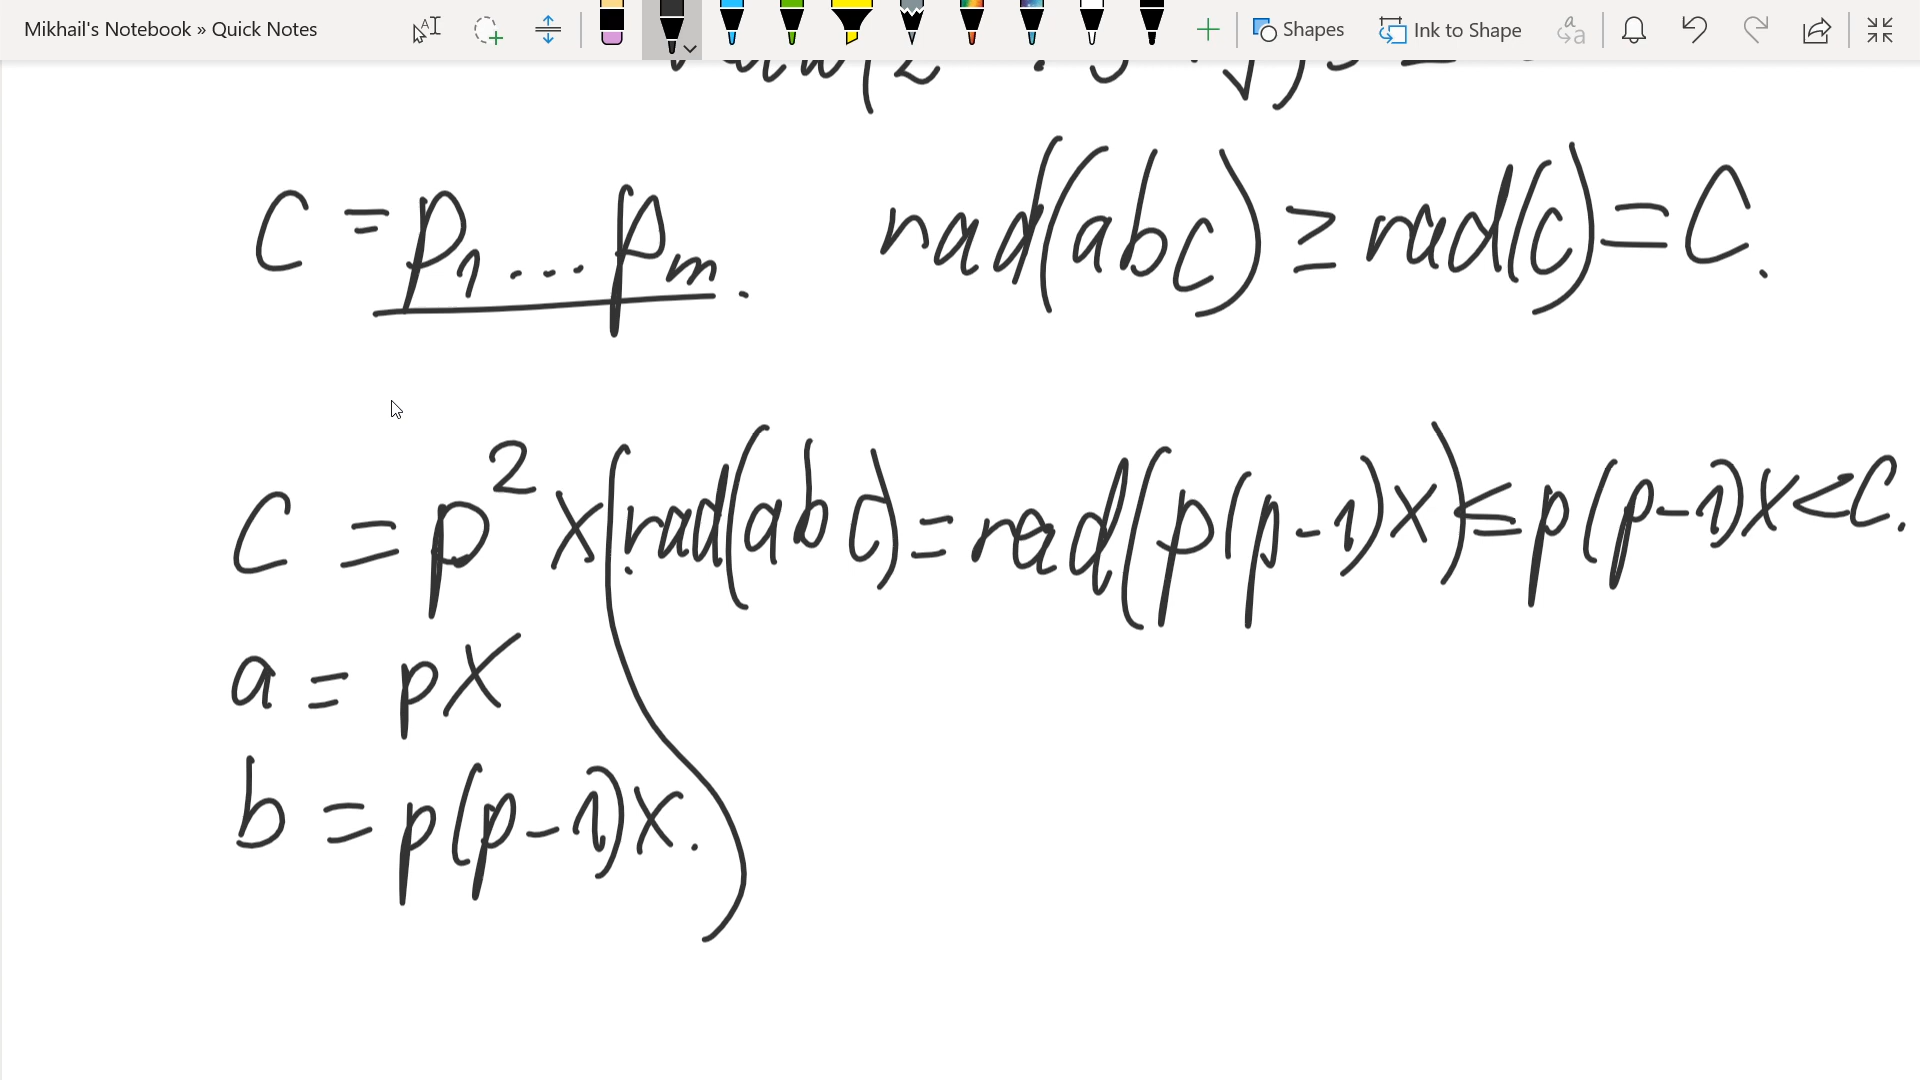 Mikhail's Notebook » Quick Notes
Shapes
Ink to Shape
C = p₁ ... pₘ. rad(abc) ≥ rad(c) = C.
C = p² x rad(abc) = rad(p(p-1)x) ≤ p(p-1)x < C.
a = px
b = p(p-1)x.